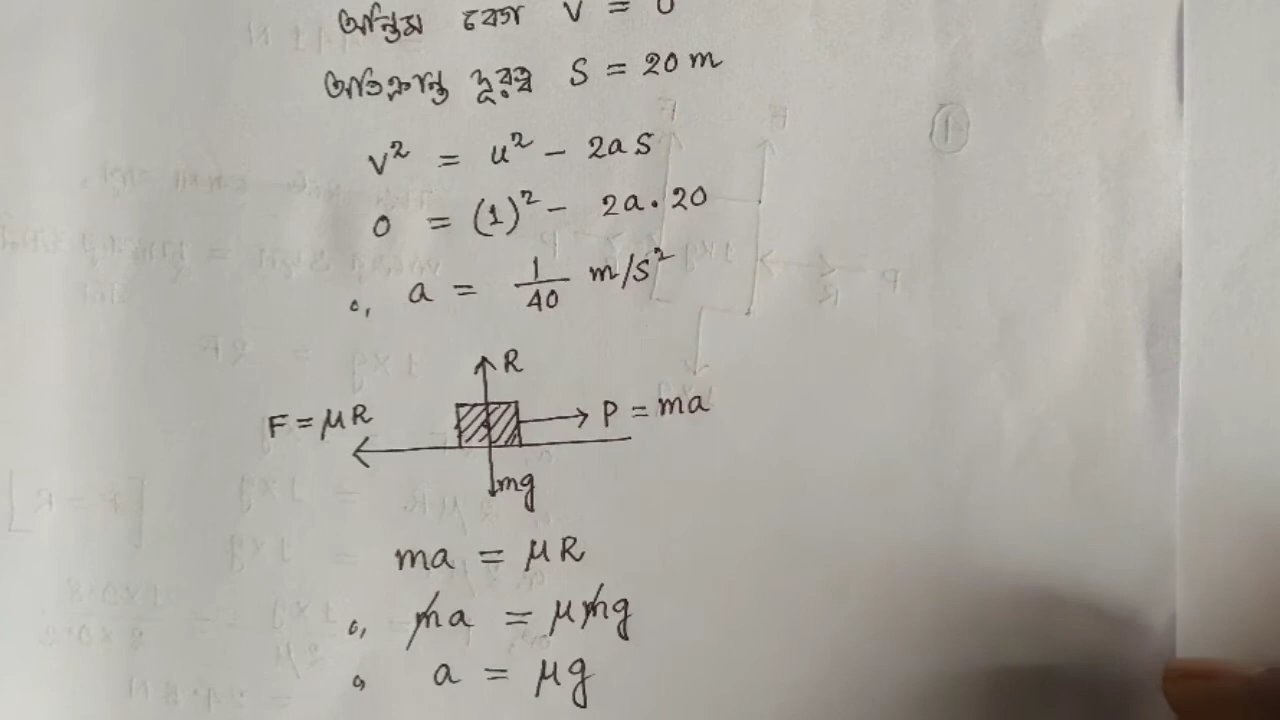 অন্তিম বেগ v = 0
অতিক্রান্ত দূরত্ব S = 20 m
v² = u² - 2aS
0 = (1)² - 2a.20
∴ a = 1/40 m/s²
R
F = μR
P = ma
mg
ma = μR
∴ ma = μmg
∴ a = μg